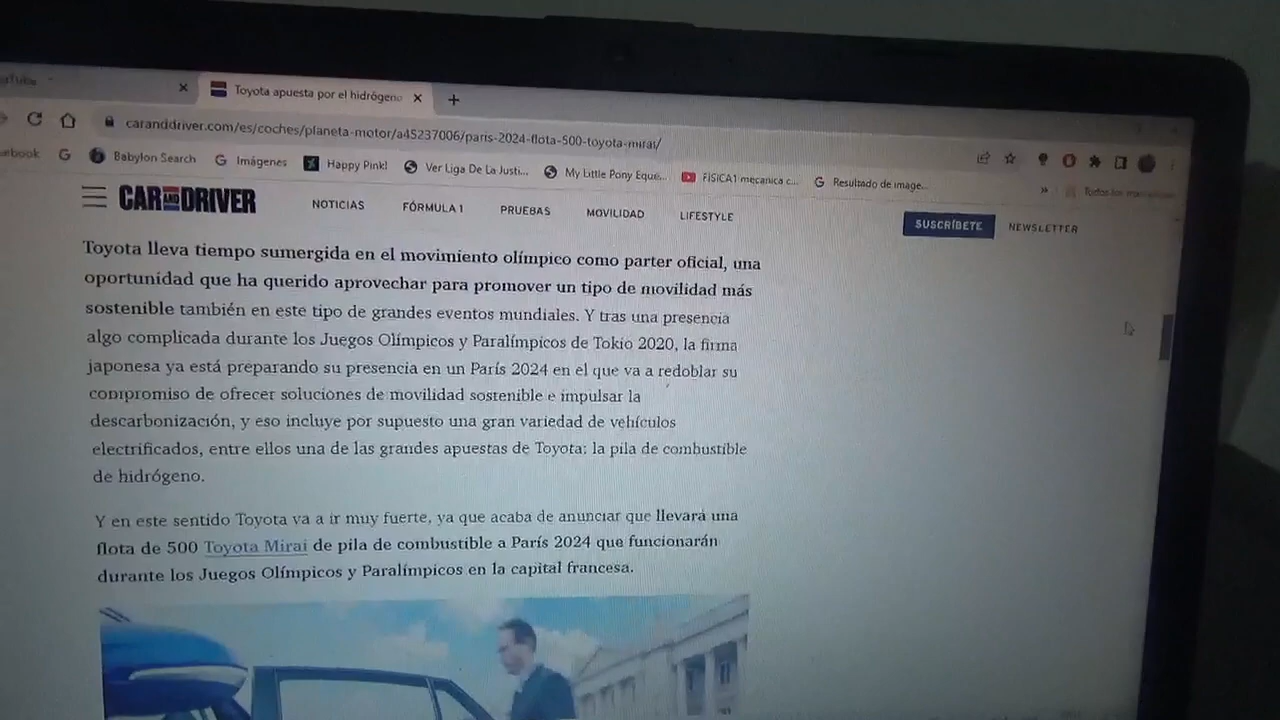 Toyota apuesta por el hidrógeno
caranddriver.com/es/coches/planeta-motor/a45237006/paris-2024-flota-500-toyota-mirai/
Babylon Search
Imágenes
Happy Pink!
Ver Liga De La Justi...
My Little Pony Eque...
FISICA1 mecanica c...
Resultado de image...
CAR AND DRIVER
NOTICIAS
FÓRMULA 1
PRUEBAS
MOVILIDAD
LIFESTYLE
SUSCRÍBETE
NEWSLETTER
Toyota lleva tiempo sumergida en el movimiento olímpico como parter oficial, una
oportunidad que ha querido aprovechar para promover un tipo de movilidad más
sostenible también en este tipo de grandes eventos mundiales. Y tras una presencia
algo complicada durante los Juegos Olímpicos y Paralímpicos de Tokio 2020, la firma
japonesa ya está preparando su presencia en un París 2024 en el que va a redoblar su
compromiso de ofrecer soluciones de movilidad sostenible e impulsar la
descarbonización, y eso incluye por supuesto una gran variedad de vehículos
electrificados, entre ellos una de las grandes apuestas de Toyota: la pila de combustible
de hidrógeno.
Y en este sentido Toyota va a ir muy fuerte, ya que acaba de anunciar que llevará una
flota de 500 Toyota Mirai de pila de combustible a París 2024 que funcionarán
durante los Juegos Olímpicos y Paralímpicos en la capital francesa.